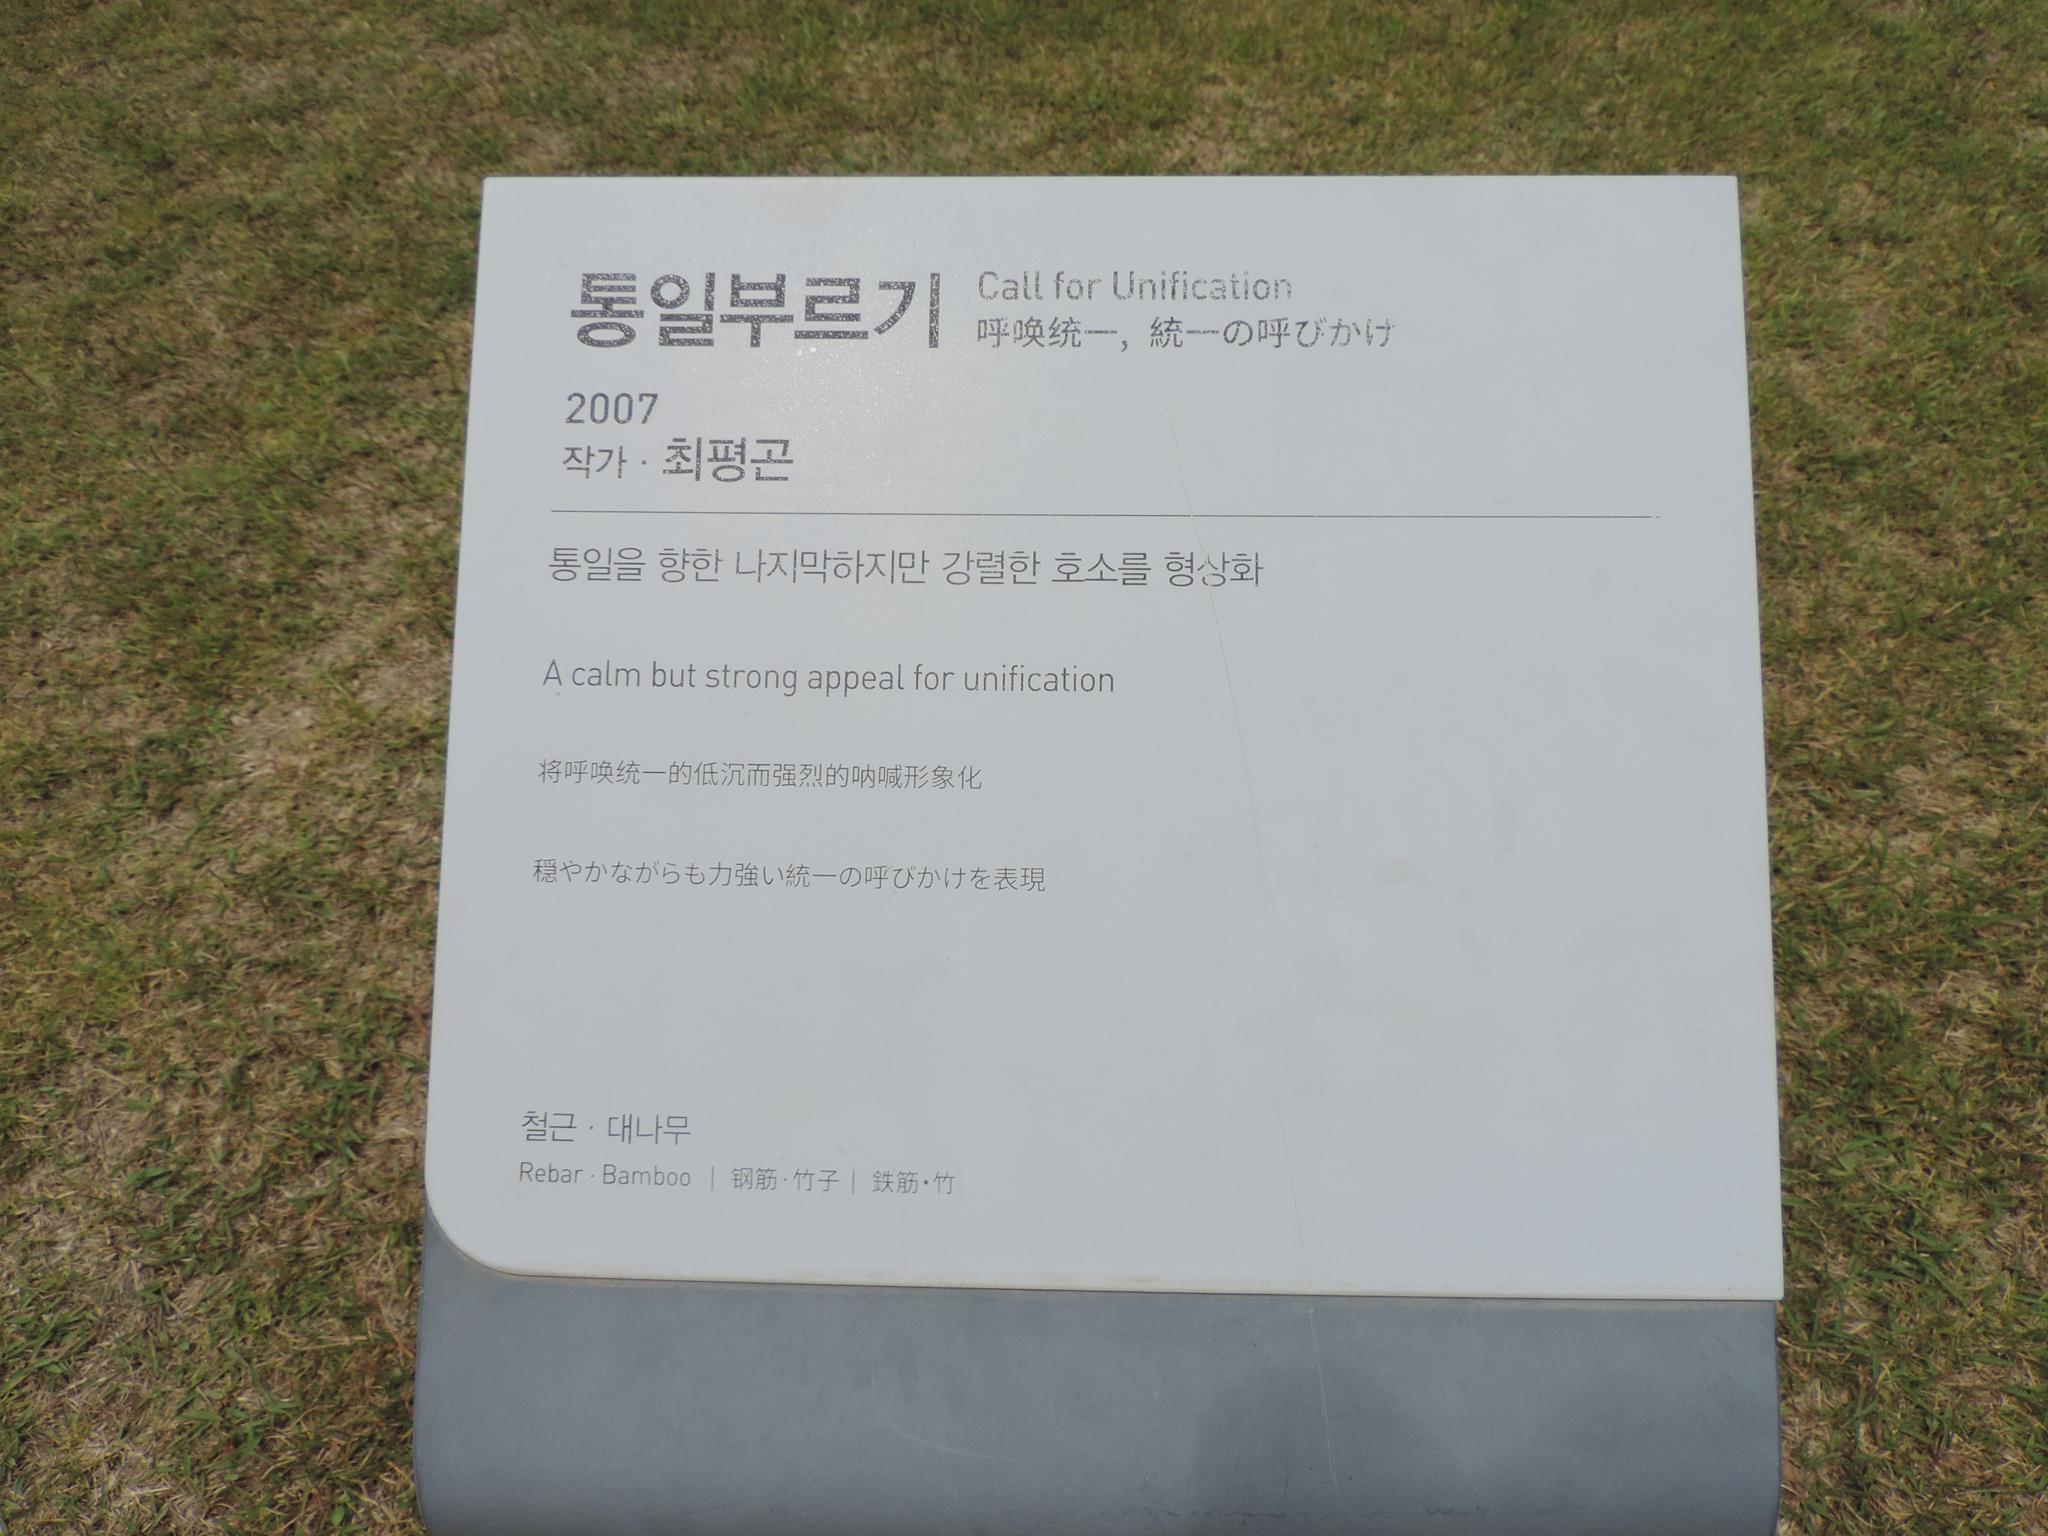 통일부르기
Call for Unification
呼唤统一, 統一の呼びかけ
2007
작가 · 최평곤
통일을 향한 나지막하지만 강렬한 호소를 형상화
A calm but strong appeal for unification
将呼唤统一的低沉而强烈的呐喊形象化
穏やかながらも力強い統一の呼びかけを表現
철근 · 대나무
Rebar · Bamboo | 钢筋 · 竹子 | 鉄筋・竹